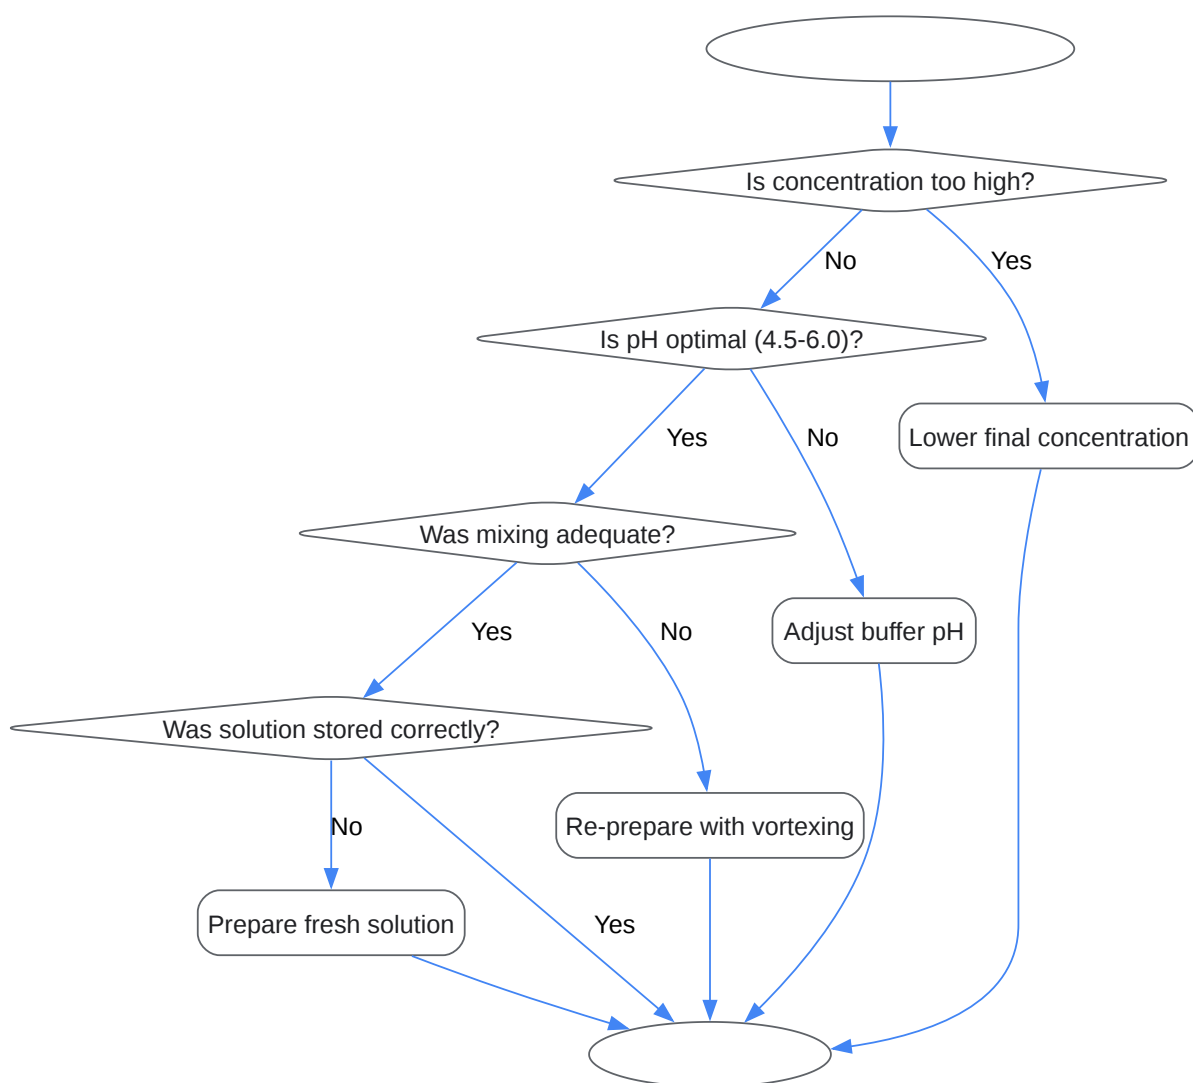 Is concentration too high?
No
Yes
Is pH optimal (4.5-6.0)?
Yes
No
Lower final concentration
Was mixing adequate?
Yes
No
Adjust buffer pH
Was solution stored correctly?
No
Re-prepare with vortexing
Prepare fresh solution
Yes